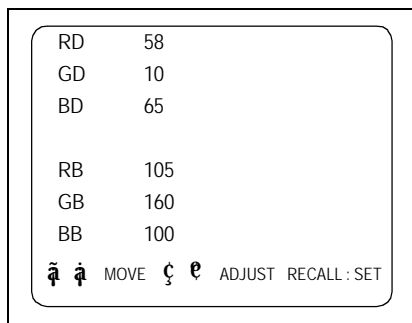 RD 58
GD 10
BD 65
RB 105
GB 160
BB 100
MOVE ADJUST RECALL : SET